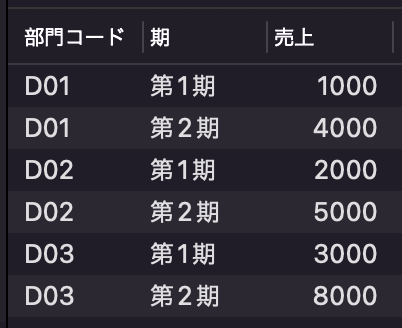 部門コード 期 売上
D01 第1期 1000
D01 第2期 4000
D02 第1期 2000
D02 第2期 5000
D03 第1期 3000
D03 第2期 8000